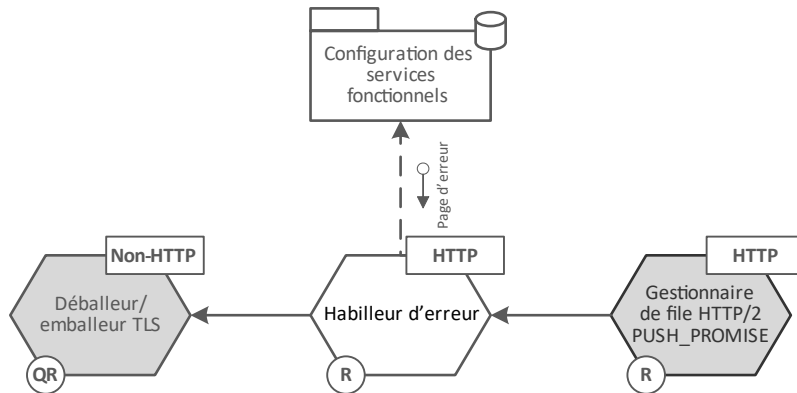 Configuration des
services
fonctionnels
Page d'erreur
Non-HTTP
Déballeur/
emballeur TLS
QR
HTTP
Habilleur d'erreur
R
HTTP
Gestionnaire
de file HTTP/2
PUSH_PROMISE
R